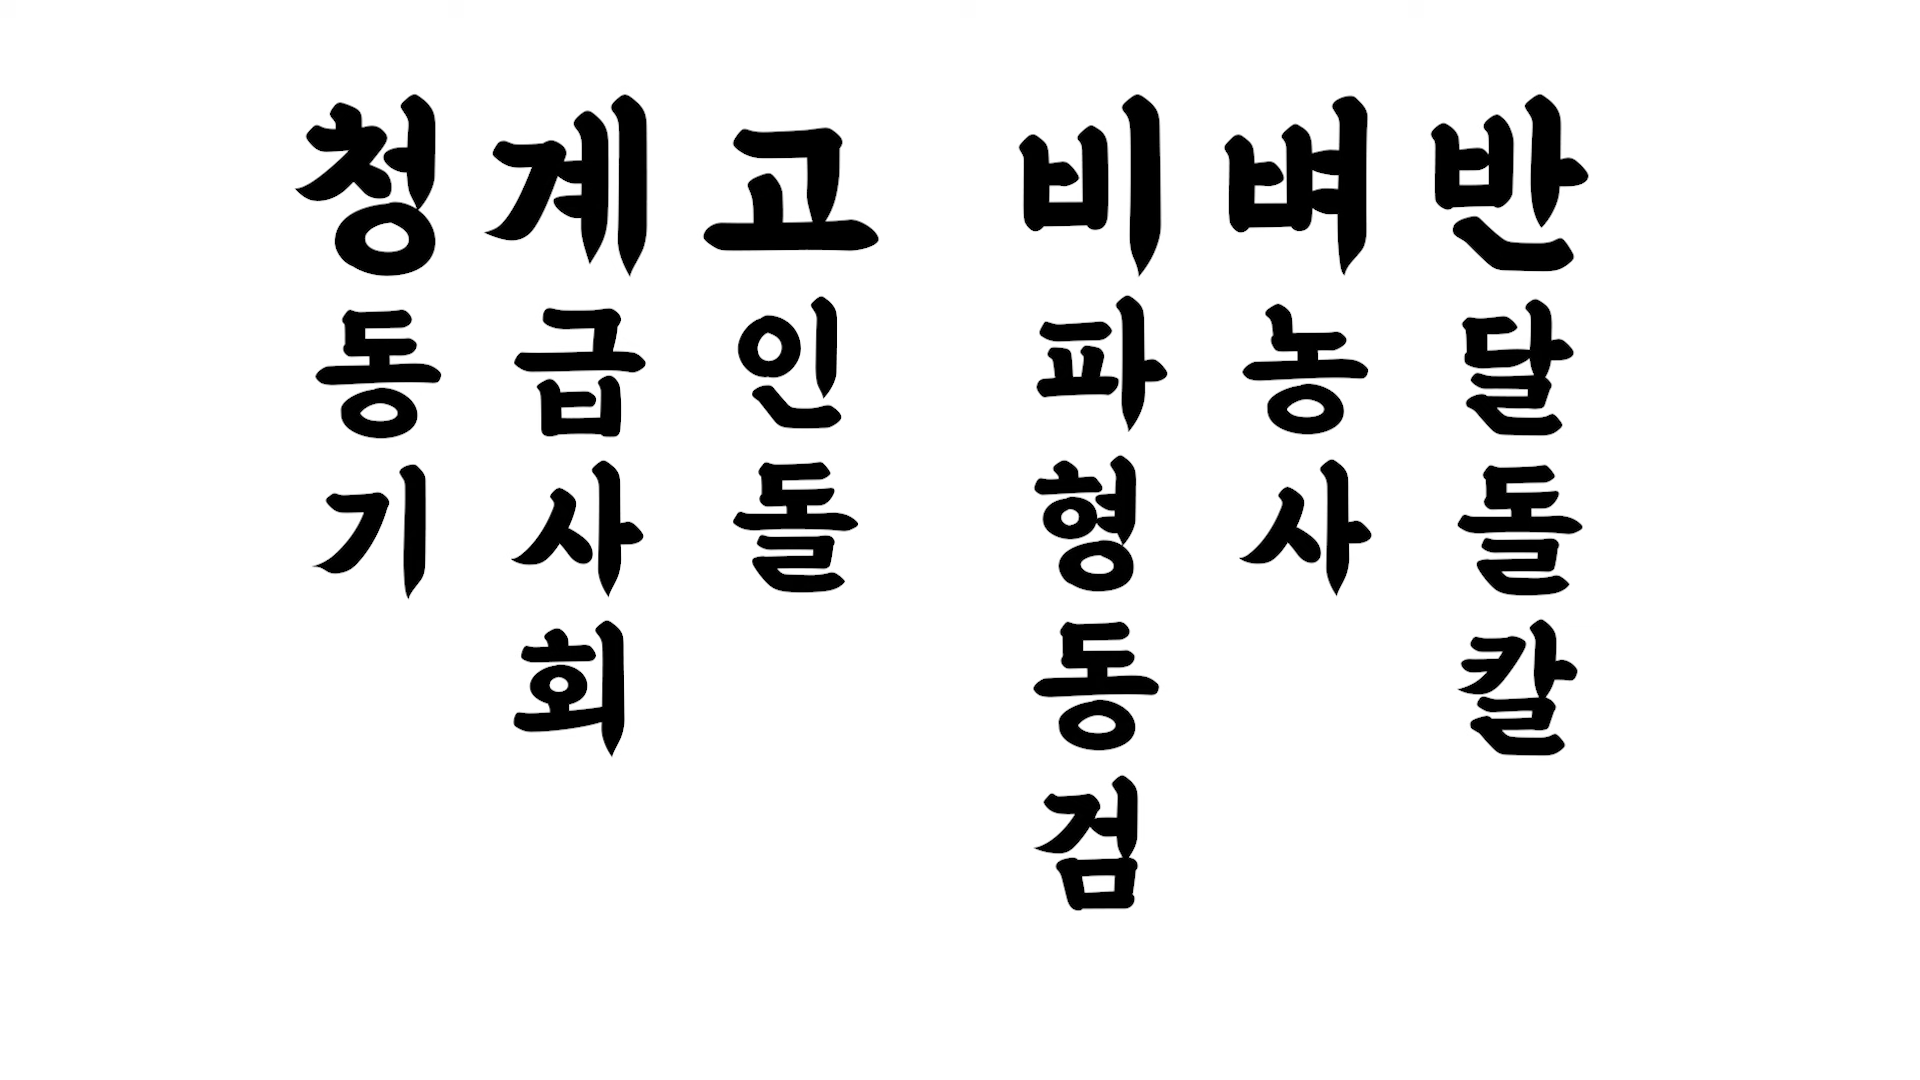 청동기
계급사회
고인돌
비파형동검
벼농사
반달돌칼